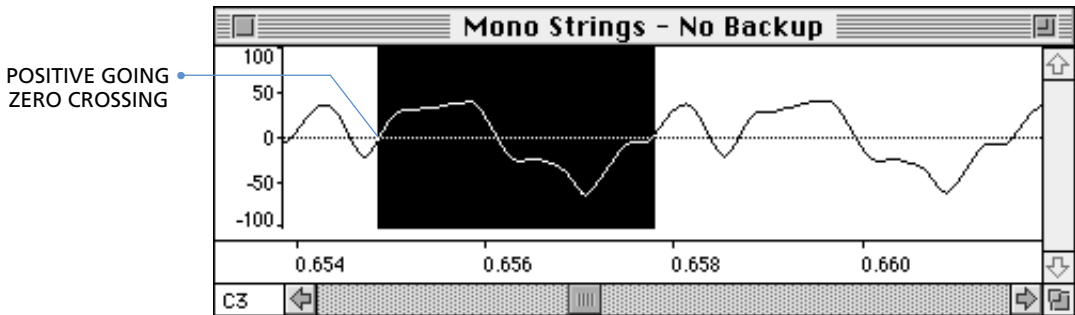 Mono Strings - No Backup
POSITIVE GOING
ZERO CROSSING
100
50
0
-50
-100
0.654 0.656 0.658 0.660
C3